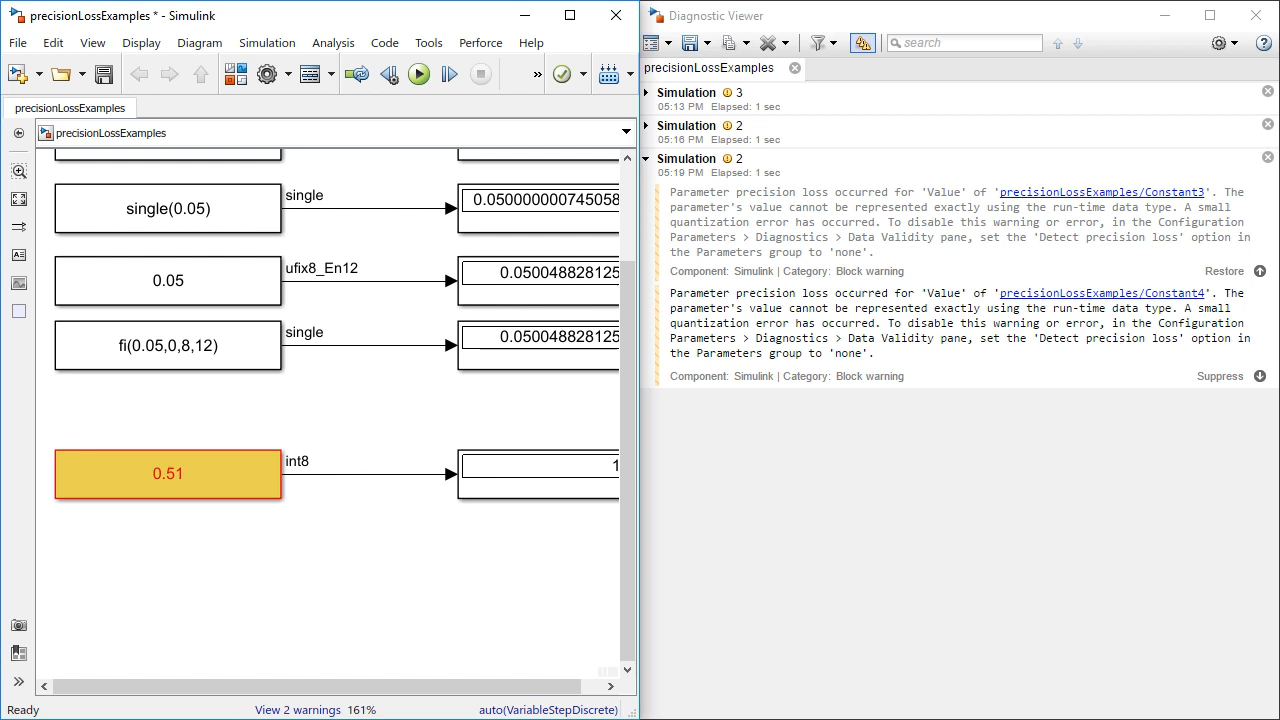 precisionLossExamples * - Simulink
File Edit View Display Diagram Simulation Analysis Code Tools Perforce Help
»
precisionLossExamples
precisionLossExamples
single(0.05)
single
0.050000000745058
0.05
ufix8_En12
0.050048828125
fi(0.05,0,8,12)
single
0.050048828125
0.51
int8
1
»
Ready
View 2 warnings 161%
auto(VariableStepDiscrete)
Diagnostic Viewer
search
precisionLossExamples
Simulation 3
05:13 PM Elapsed: 1 sec
Simulation 2
05:16 PM Elapsed: 1 sec
Simulation 2
05:19 PM Elapsed: 1 sec
Parameter precision loss occurred for 'Value' of 'precisionLossExamples/Constant3'. The
parameter's value cannot be represented exactly using the run-time data type. A small
quantization error has occurred. To disable this warning or error, in the Configuration
Parameters > Diagnostics > Data Validity pane, set the 'Detect precision loss' option in
the Parameters group to 'none'.
Component: Simulink | Category: Block warning
Restore
Parameter precision loss occurred for 'Value' of 'precisionLossExamples/Constant4'. The
parameter's value cannot be represented exactly using the run-time data type. A small
quantization error has occurred. To disable this warning or error, in the Configuration
Parameters > Diagnostics > Data Validity pane, set the 'Detect precision loss' option in
the Parameters group to 'none'.
Component: Simulink | Category: Block warning
Suppress